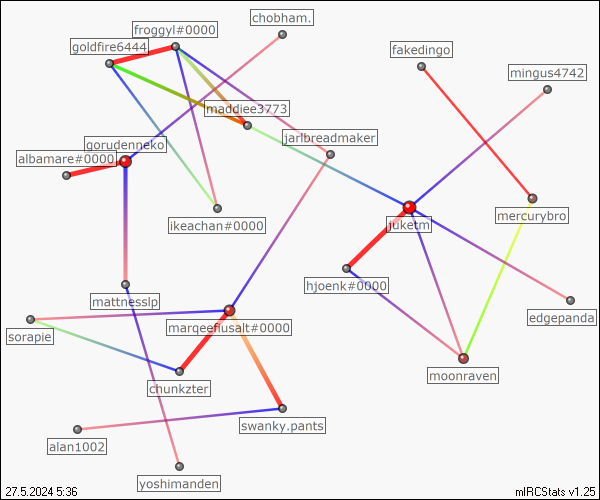 chobham.
froggyl#0000
goldfire6444
fakedingo
mingus4742
maddiee3773
jarlbreadmaker
gorudenneko
albamare#0000
mercurybro
ikeachan#0000
juketm
hjoenk#0000
mattnesslp
edgepanda
sorapie
marqeefiusalt#0000
moonraven
chunkzter
swanky.pants
alan1002
yoshimanden
27.5.2024 5:36
mIRCStats v1.25